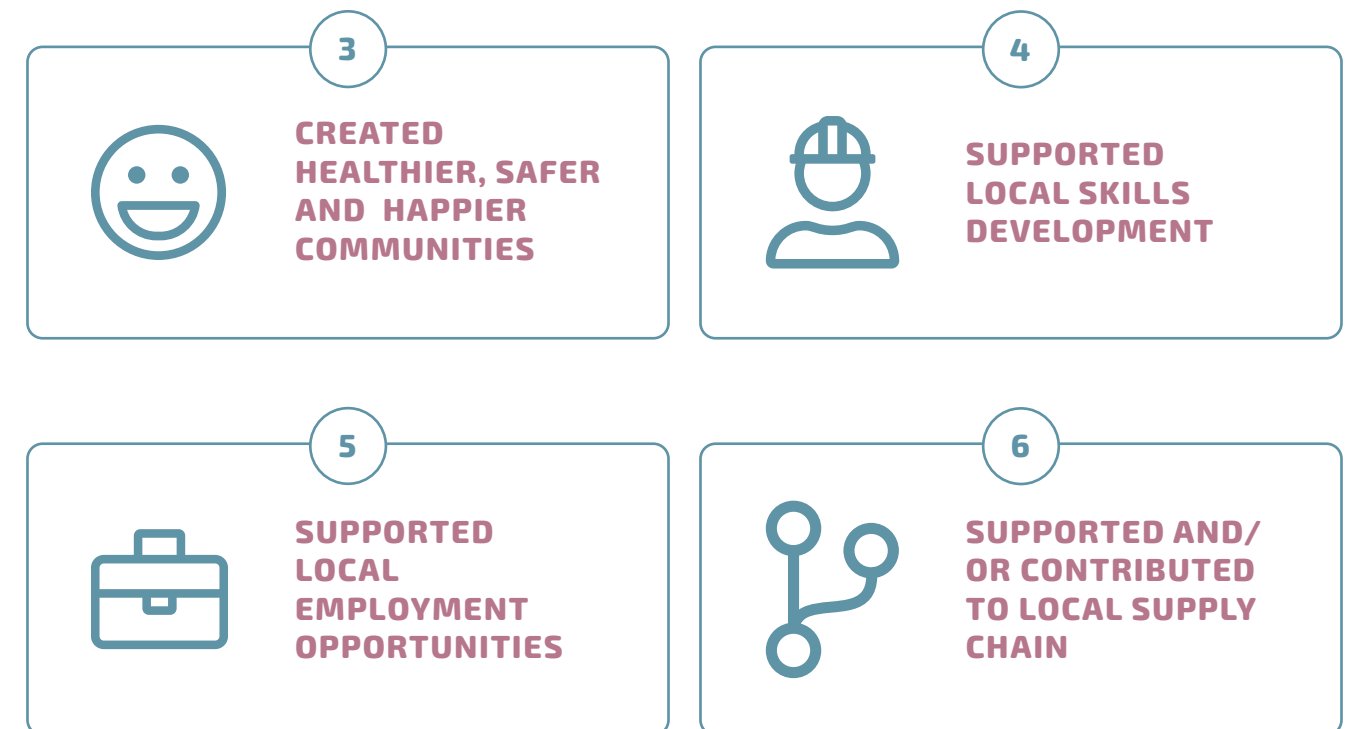 3
CREATED
HEALTHIER, SAFER
AND HAPPIER
COMMUNITIES
4
SUPPORTED
LOCAL SKILLS
DEVELOPMENT
5
SUPPORTED
LOCAL
EMPLOYMENT
OPPORTUNITIES
6
SUPPORTED AND/
OR CONTRIBUTED
TO LOCAL SUPPLY
CHAIN